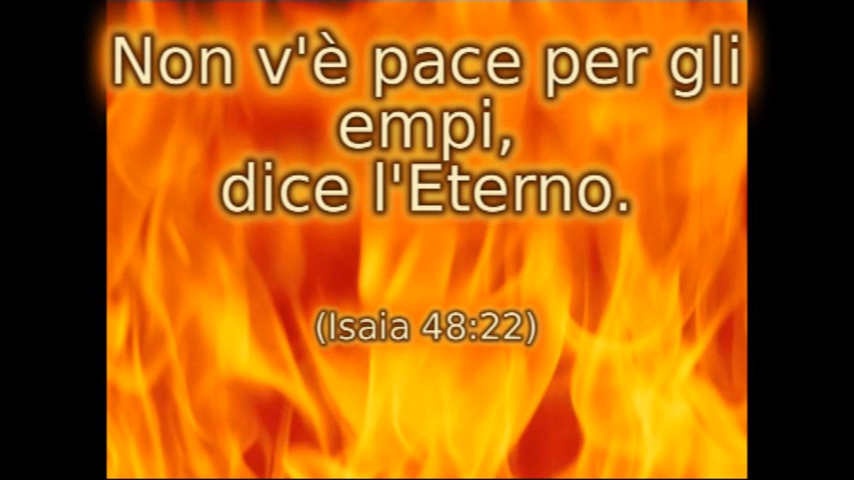 Non v'è pace per gli
empi,
dice l'Eterno.
(Isaia 48:22)